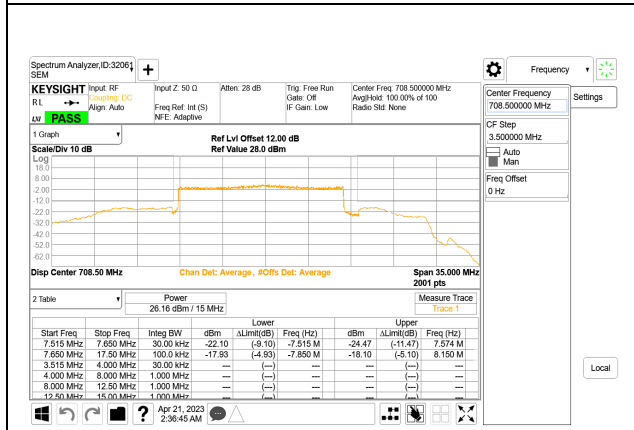 Spectrum Analyzer,ID:32061
SEM
Frequency
KEYSIGHT
RL
LXI PASS
Input: RF
Coupling: DC
Align: Auto
Input Z: 50 Ω
Freq Ref: Int (S)
NFE: Adaptive
Atten: 28 dB
Trig: Free Run
Gate: Off
IF Gain: Low
Center Freq: 708.500000 MHz
Avg|Hold: 100.00% of 100
Radio Std: None
Center Frequency
708.500000 MHz
Settings
CF Step
3.500000 MHz
Auto
Man
Freq Offset
0 Hz
1 Graph
Ref Lvl Offset 12.00 dB
Scale/Div 10 dB
Ref Value 28.0 dBm
Log
18.0
8.00
-2.00
-12.0
-22.0
-32.0
-42.0
-52.0
-62.0
Disp Center 708.50 MHz
Chan Det: Average, #Offs Det: Average
Span 35.000 MHz
2001 pts
2 Table
Power
26.16 dBm / 15 MHz
Measure Trace
Trace 1
Lower Upper
Start Freq Stop Freq Integ BW dBm ΔLimit(dB) Freq (Hz) dBm ΔLimit(dB) Freq (Hz)
7.515 MHz 7.650 MHz 30.00 kHz -22.10 (-9.10) -7.515 M -24.47 (-11.47) 7.574 M
7.650 MHz 17.50 MHz 100.0 kHz -17.93 (-4.93) -7.850 M -18.10 (-5.10) 8.150 M
3.515 MHz 4.000 MHz 30.00 kHz --- (---) --- --- (---) ---
4.000 MHz 8.000 MHz 1.000 MHz --- (---) --- --- (---) ---
8.000 MHz 12.50 MHz 1.000 MHz --- (---) --- --- (---) ---
12.50 MHz 15.00 MHz 1.000 MHz --- (---) --- --- (---) ---
Local
?
Apr 21, 2023
2:36:45 AM